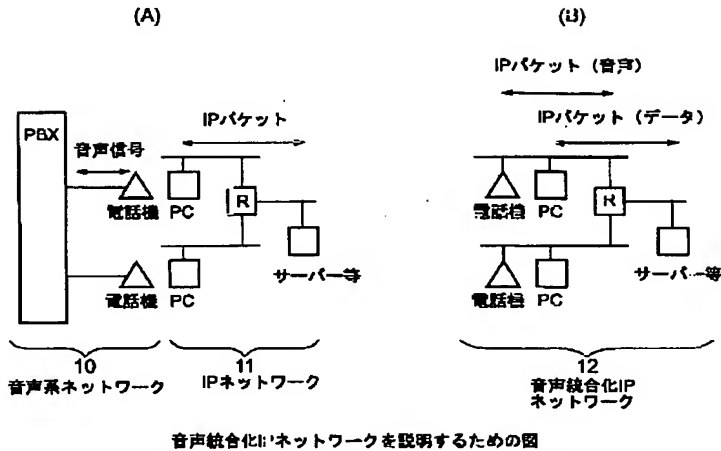 (A)
PBX
音声信号
IPパケット
電話機
PC
R
サーバー等
電話機
PC
10
音声系ネットワーク
11
IPネットワーク
(B)
IPパケット（音声）
IPパケット（データ）
電話機
PC
R
サーバー等
電話機
PC
12
音声統合化IP
ネットワーク
音声統合化IPネットワークを説明するための図